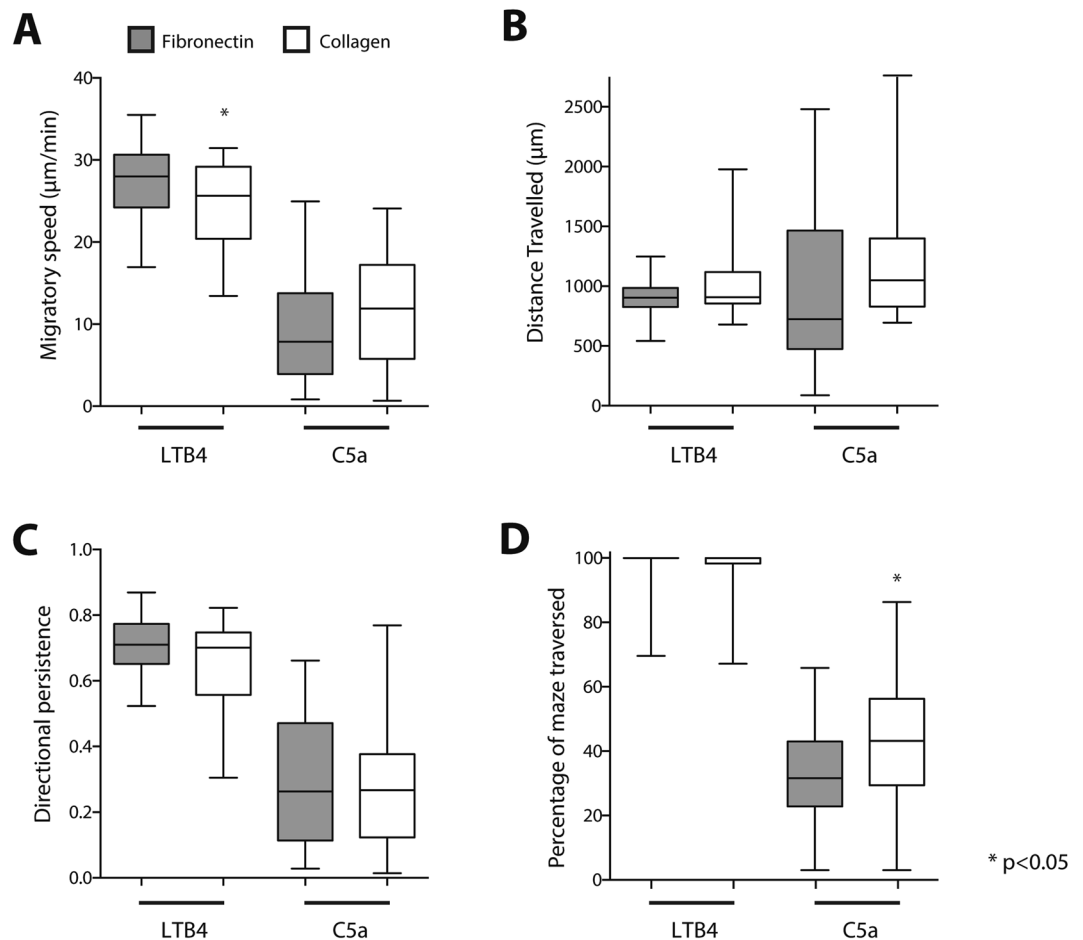 A
Fibronectin
Collagen
Migratory speed (µm/min)
40
*
30
20
10
0
LTB4
C5a
B
Distance Travelled (µm)
2500
2000
1500
1000
500
0
LTB4
C5a
C
Directional persistence
1.0
0.8
0.6
0.4
0.2
0.0
LTB4
C5a
D
Percentage of maze traversed
100
*
80
60
40
20
0
LTB4
C5a
* p<0.05